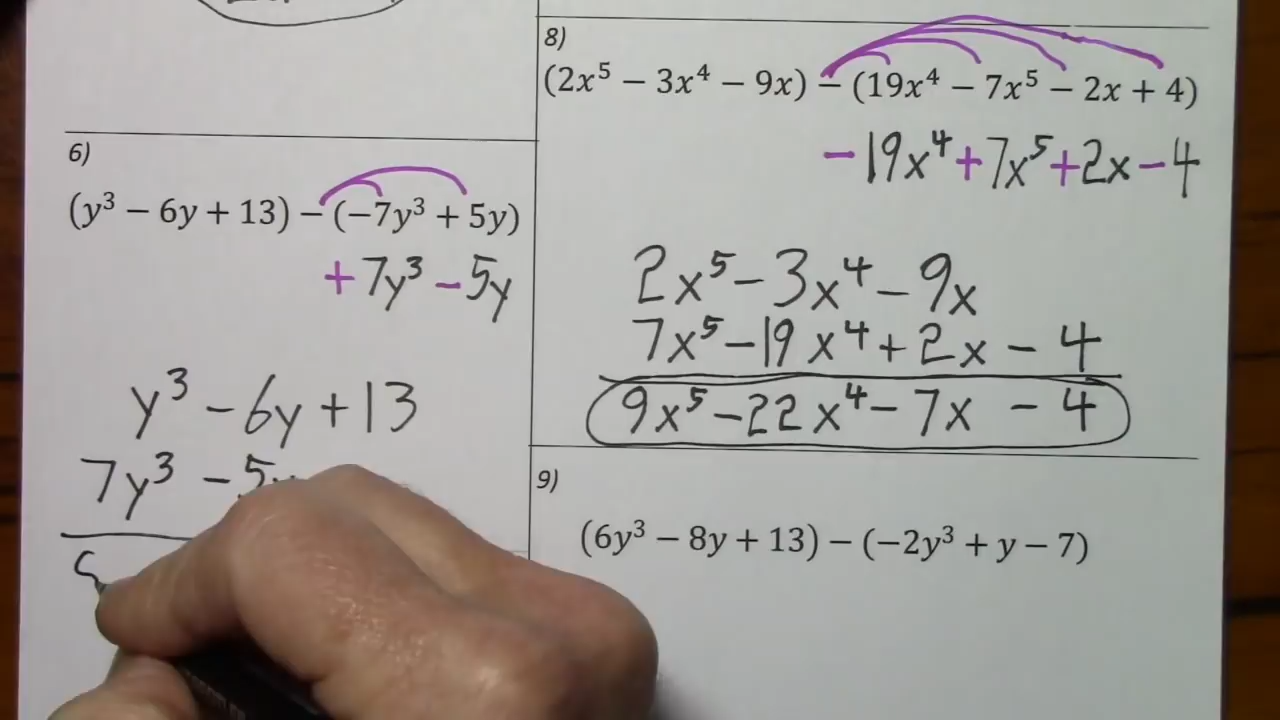 6)
(y³ − 6y + 13) − (−7y³ + 5y)
+7y³ − 5y
y³ − 6y + 13
7y³ − 5y
8)
(2x⁵ − 3x⁴ − 9x) − (19x⁴ − 7x⁵ − 2x + 4)
−19x⁴ + 7x⁵ + 2x − 4
2x⁵ − 3x⁴ − 9x
7x⁵ − 19x⁴ + 2x − 4
9x⁵ − 22x⁴ − 7x − 4
9)
(6y³ − 8y + 13) − (−2y³ + y − 7)